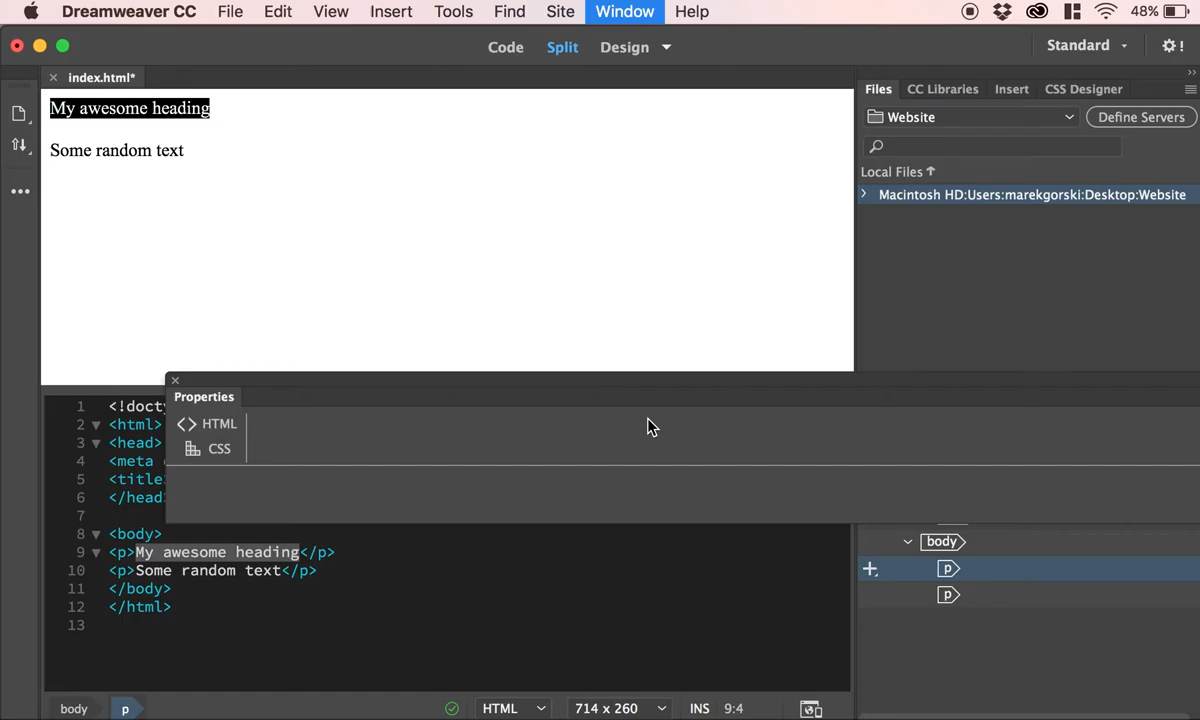 Dreamweaver CC File Edit View Insert Tools Find Site Window Help 48%
Code Split Design Standard !
index.html*
Files CC Libraries Insert CSS Designer
My awesome heading
Some random text
Website Define Servers
Local Files
Macintosh HD:Users:marekgorski:Desktop:Website
Properties
HTML
CSS
1 <!docty
2 <html>
3 <head>
4 <meta
5 <title>
6 </head
7
8 <body>
9 <p>My awesome heading</p>
10 <p>Some random text</p>
11 </body>
12 </html>
13
body
p
p
body p HTML 714 x 260 INS 9:4